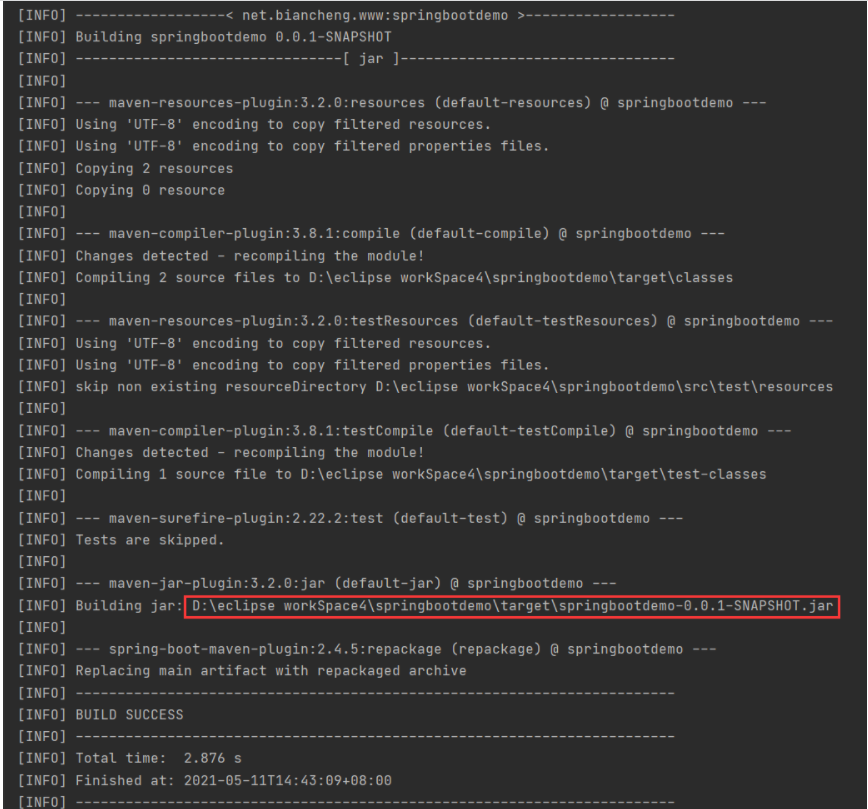 [INFO] ------------------< net.biancheng.www:springbootdemo >------------------
[INFO] Building springbootdemo 0.0.1-SNAPSHOT
[INFO] --------------------------------[ jar ]---------------------------------
[INFO]
[INFO] --- maven-resources-plugin:3.2.0:resources (default-resources) @ springbootdemo ---
[INFO] Using 'UTF-8' encoding to copy filtered resources.
[INFO] Using 'UTF-8' encoding to copy filtered properties files.
[INFO] Copying 2 resources
[INFO] Copying 0 resource
[INFO]
[INFO] --- maven-compiler-plugin:3.8.1:compile (default-compile) @ springbootdemo ---
[INFO] Changes detected - recompiling the module!
[INFO] Compiling 2 source files to D:\eclipse workSpace4\springbootdemo\target\classes
[INFO]
[INFO] --- maven-resources-plugin:3.2.0:testResources (default-testResources) @ springbootdemo ---
[INFO] Using 'UTF-8' encoding to copy filtered resources.
[INFO] Using 'UTF-8' encoding to copy filtered properties files.
[INFO] skip non existing resourceDirectory D:\eclipse workSpace4\springbootdemo\src\test\resources
[INFO]
[INFO] --- maven-compiler-plugin:3.8.1:testCompile (default-testCompile) @ springbootdemo ---
[INFO] Changes detected - recompiling the module!
[INFO] Compiling 1 source file to D:\eclipse workSpace4\springbootdemo\target\test-classes
[INFO]
[INFO] --- maven-surefire-plugin:2.22.2:test (default-test) @ springbootdemo ---
[INFO] Tests are skipped.
[INFO]
[INFO] --- maven-jar-plugin:3.2.0:jar (default-jar) @ springbootdemo ---
[INFO] Building jar: D:\eclipse workSpace4\springbootdemo\target\springbootdemo-0.0.1-SNAPSHOT.jar
[INFO]
[INFO] --- spring-boot-maven-plugin:2.4.5:repackage (repackage) @ springbootdemo ---
[INFO] Replacing main artifact with repackaged archive
[INFO] ------------------------------------------------------------------------
[INFO] BUILD SUCCESS
[INFO] ------------------------------------------------------------------------
[INFO] Total time:  2.876 s
[INFO] Finished at: 2021-05-11T14:43:09+08:00
[INFO] ------------------------------------------------------------------------